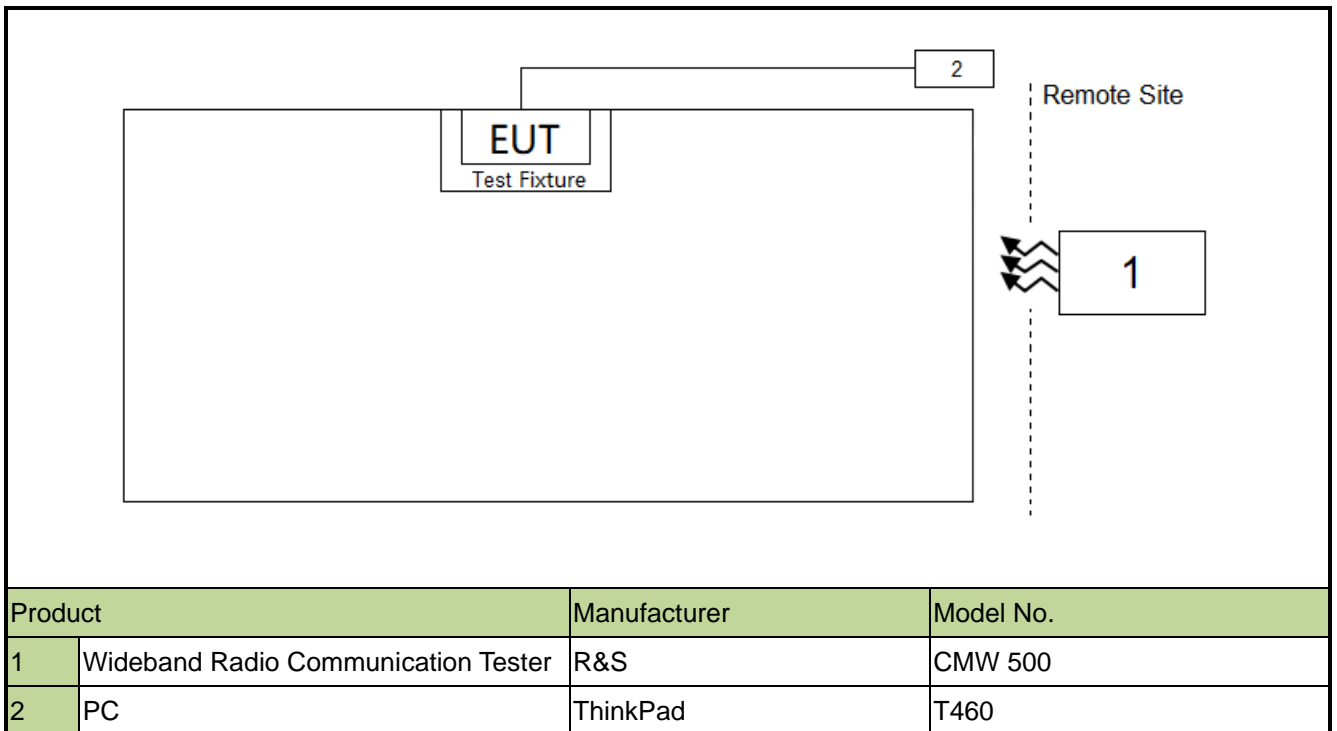 2
Remote Site
EUT
Test Fixture
1
Product Manufacturer Model No.
1 Wideband Radio Communication Tester R&S CMW 500
2 PC ThinkPad T460